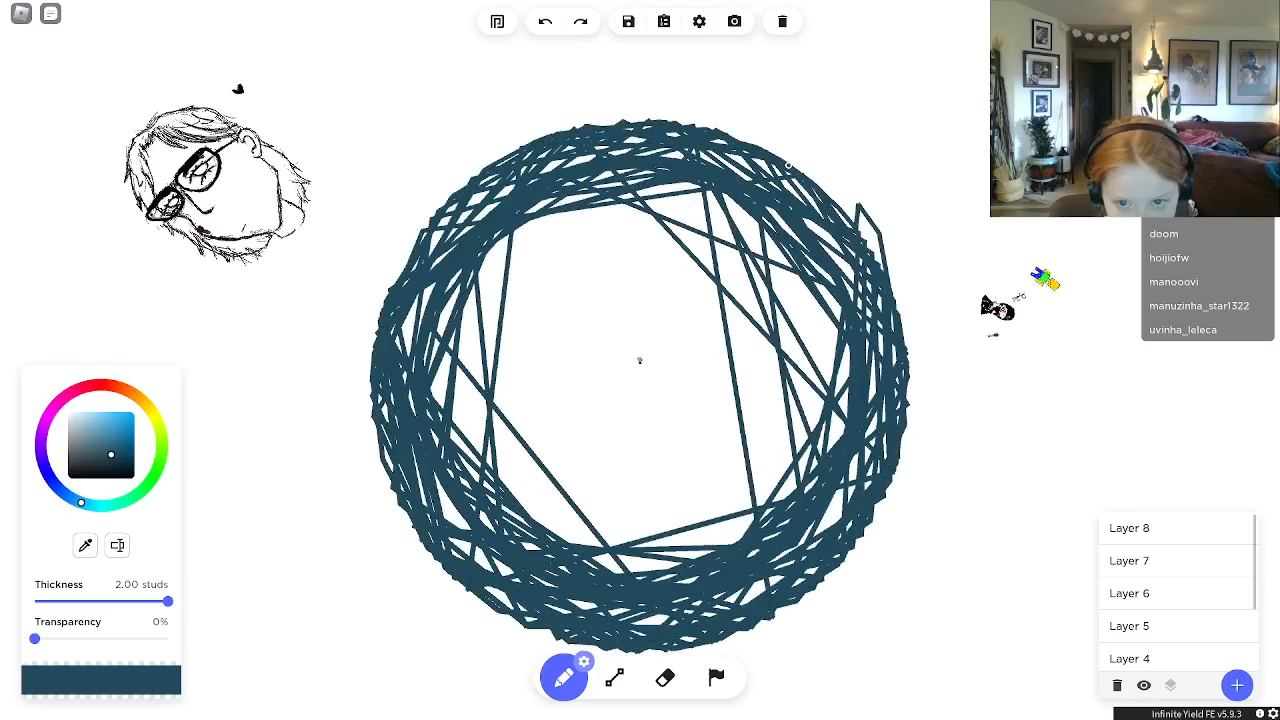 doom
hoijiofw
manooovi
manuzinha_star1322
uvinha_leleca
Thickness 2.00 studs
Transparency 0%
Layer 8
Layer 7
Layer 6
Layer 5
Layer 4
Infinite Yield FE v5.9.3